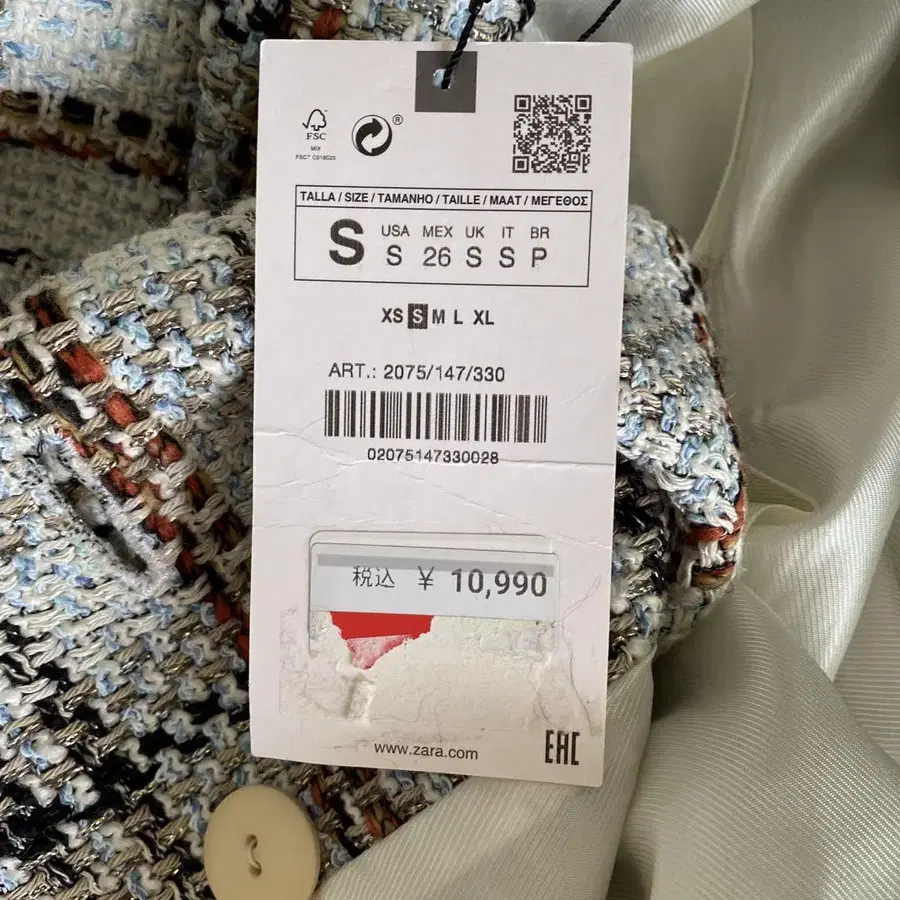 FSC
MIX
FSC™ C018020
®
TALLA / SIZE / TAMANHO / TAILLE / MAAT / ΜΕΓΕΘΟΣ
S
USA MEX UK IT BR
S 26 S S P
XS S M L XL
ART.: 2075/147/330
02075147330028
税込 ¥ 10,990
www.zara.com
EAC